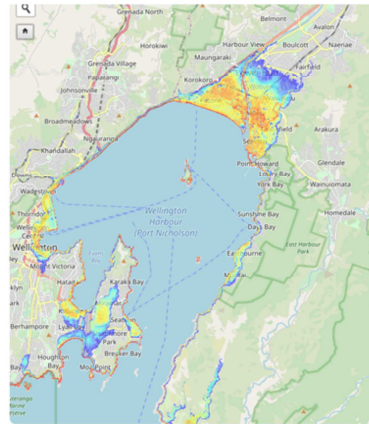 Grenada North
Belmont
Avalon
Horokiwi
Harbour View
Boulcott
Naenae
Maungaraki
Grenada Village
Fairfield
Papatangi
Korokoro
Johnsonville
Broadmeadows
Ngauranga
Arakura
Khandallah
Point Howard
Glendale
Lowry Bay
York Bay
Wainuiomata
Wadestown
Thorndon
Wellington
Harbour
(Port Nicholson)
Sunshine Bay
Homedale
Days Bay
East Harbour
Park
Wellington
Eastbourne
Mount Victoria
Hataitai
Karaka Bay
Berhampore
Lyall Bay
Breaker Bay
Houghton
Bay
Moa Point